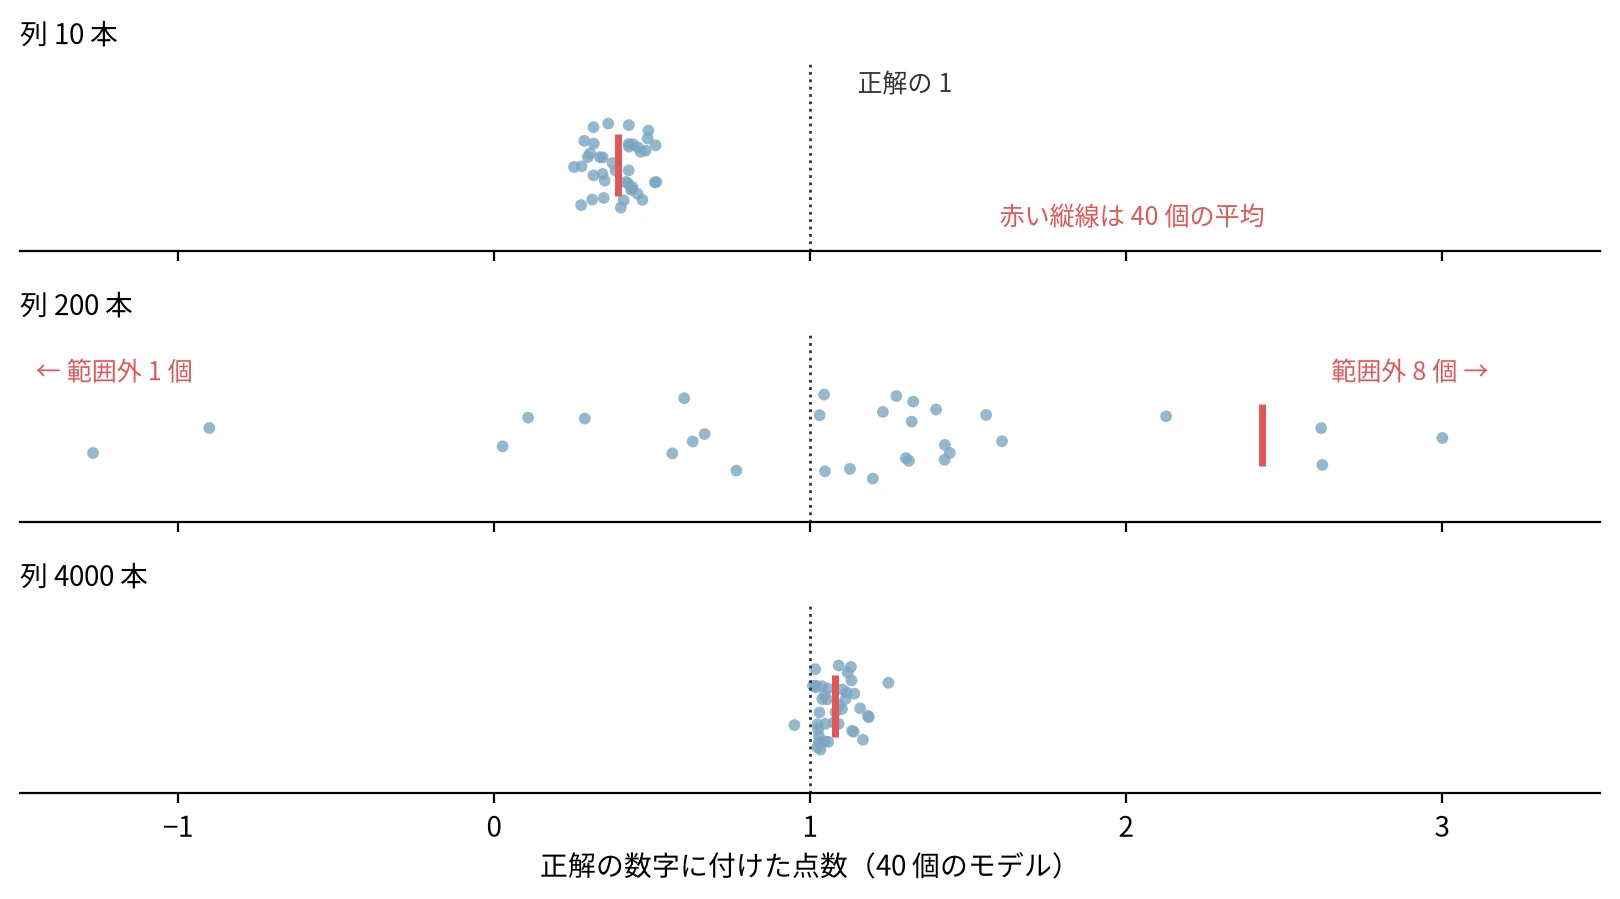 列 10 本
正解の 1
赤い縦線は 40 個の平均
列 200 本
← 範囲外 1 個
範囲外 8 個 →
列 4000 本
−1
0
1
2
3
正解の数字に付けた点数（40 個のモデル）